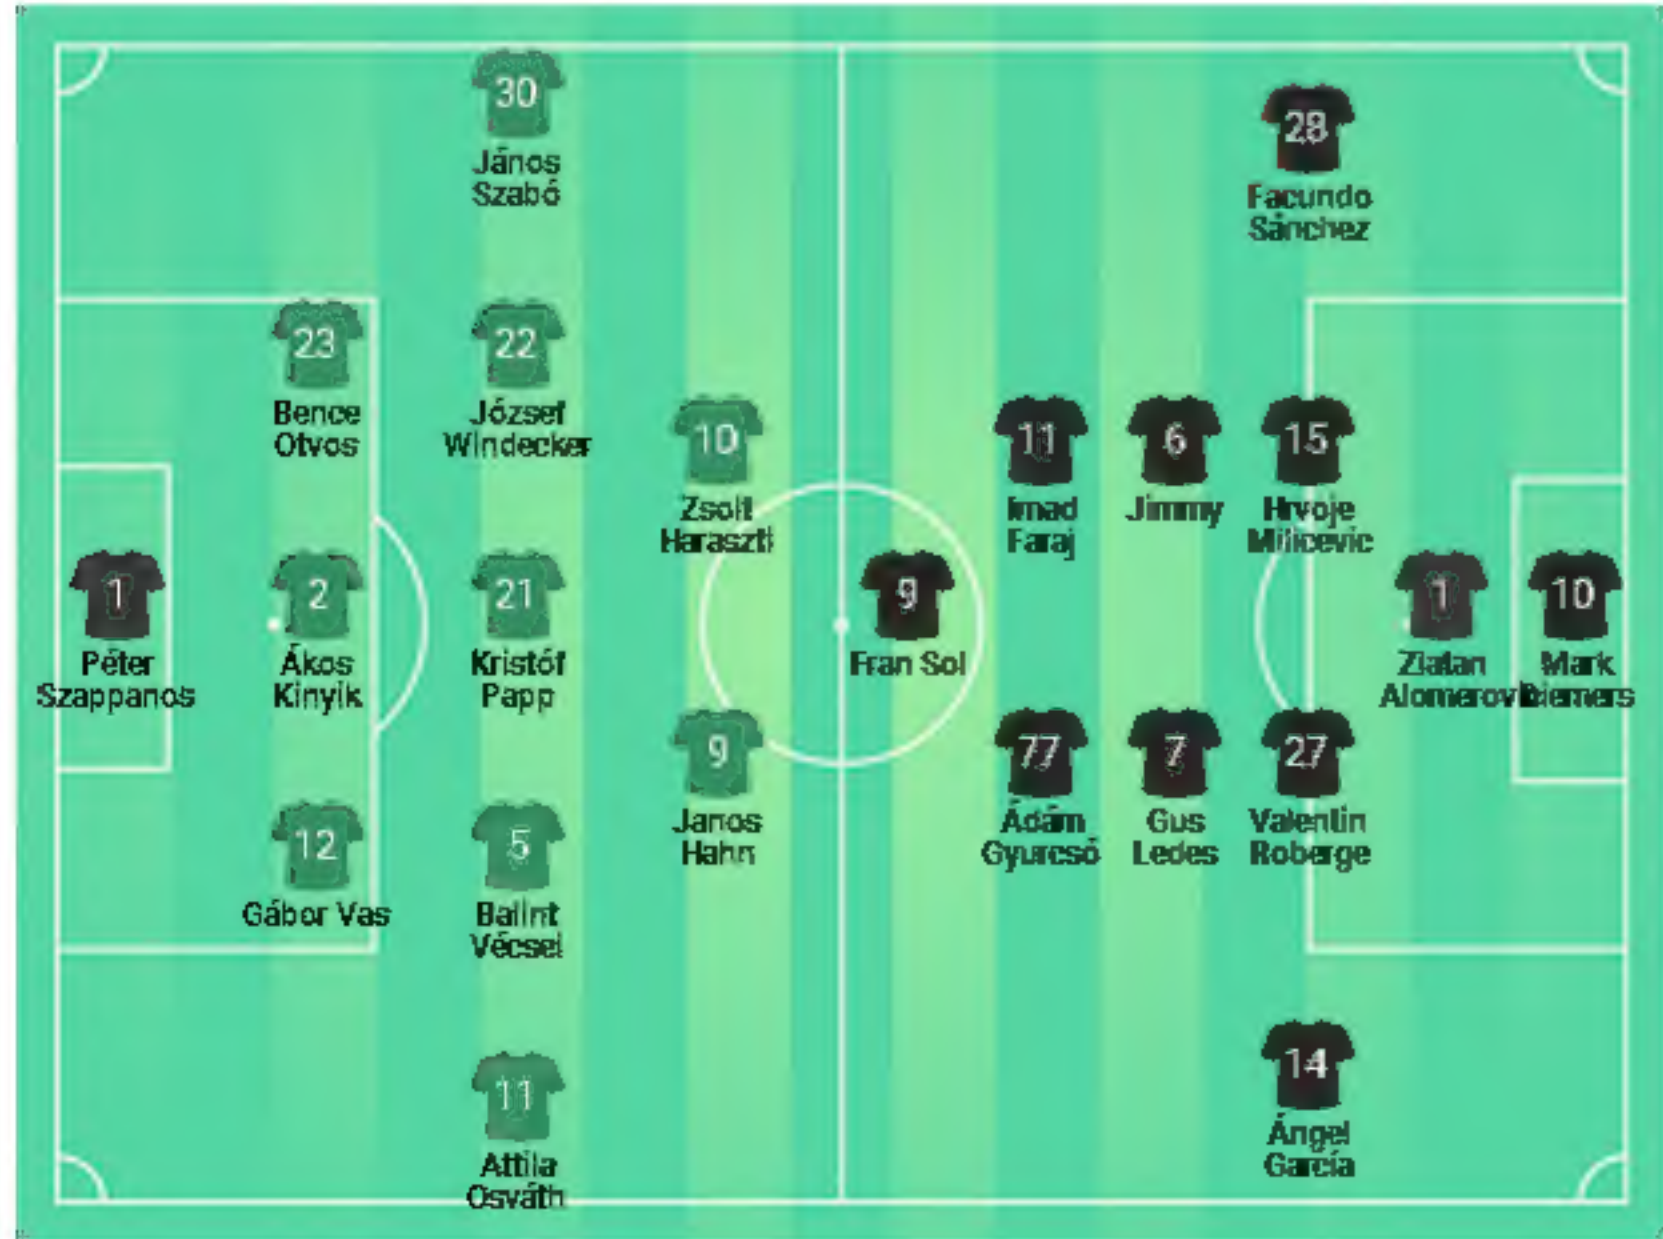 30
János
Szabó
28
Facundo
Sánchez
23
Bence
Otvos
22
József
Windecker
10
Zsolt
Haraszti
11
Imad
Faraj
6
Jimmy
15
Hrvoje
Milicevic
1
Péter
Szappanos
2
Ákos
Kinyik
21
Kristóf
Papp
9
Fran Sol
1
Zlatan
10
Mark
12
Gábor Vas
5
Balint
Vécsei
9
Janos
Hahn
77
Ádám
Gyurcsó
7
Gus
Ledes
27
Valentin
Roberge
11
Attila
Osváth
14
Ángel
García